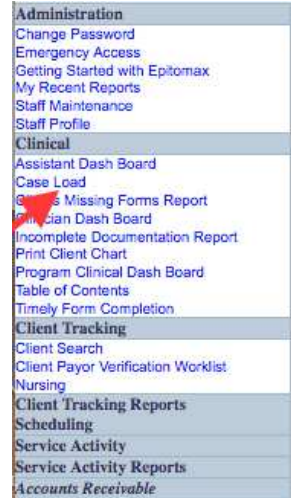 Administration
Change Password
Emergency Access
Getting Started with Epitomax
My Recent Reports
Staff Maintenance
Staff Profile
Clinical
Assistant Dash Board
Case Load
Missing Forms Report
Dash Board
Incomplete Documentation Report
Print Client Chart
Program Clinical Dash Board
Table of Contents
Timely Form Completion
Client Tracking
Client Search
Client Payor Verification Worklist
Nursing
Client Tracking Reports
Scheduling
Service Activity
Service Activity Reports
Accounts Receivable